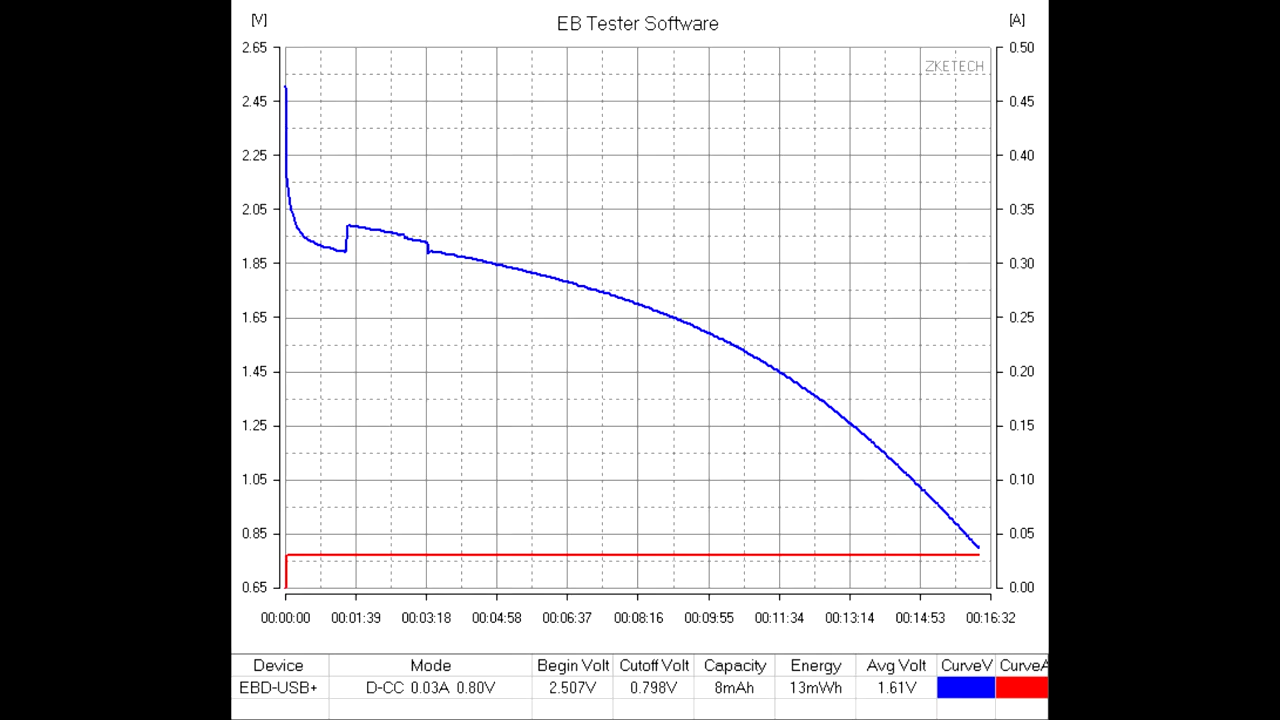 [V] EB Tester Software [A]
ZKETECH
2.65 0.50
2.45 0.45
2.25 0.40
2.05 0.35
1.85 0.30
1.65 0.25
1.45 0.20
1.25 0.15
1.05 0.10
0.85 0.05
0.65 0.00
00:00:00 00:01:39 00:03:18 00:04:58 00:06:37 00:08:16 00:09:55 00:11:34 00:13:14 00:14:53 00:16:32
Device Mode Begin Volt Cutoff Volt Capacity Energy Avg Volt CurveV CurveA
EBD-USB+ D-CC 0.03A 0.80V 2.507V 0.798V 8mAh 13mWh 1.61V